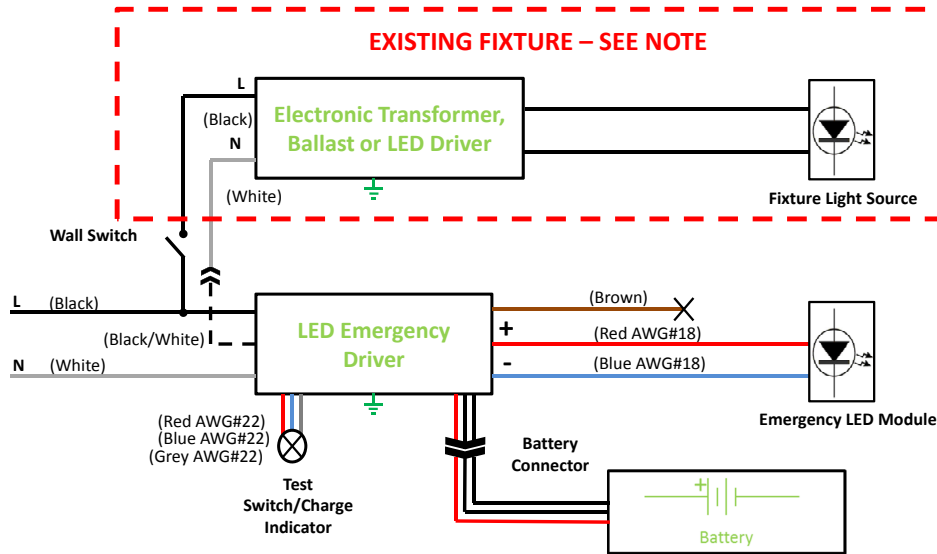 EXISTING FIXTURE – SEE NOTE
L
(Black)
N
(White)
Electronic Transformer,
Ballast or LED Driver
Fixture Light Source
Wall Switch
L
(Black)
(Black/White)
N
(White)
LED Emergency
Driver
(Brown)
+
(Red AWG#18)
-
(Blue AWG#18)
Emergency LED Module
(Red AWG#22)
(Blue AWG#22)
(Grey AWG#22)
Test
Switch/Charge
Indicator
Battery
Connector
+
Battery